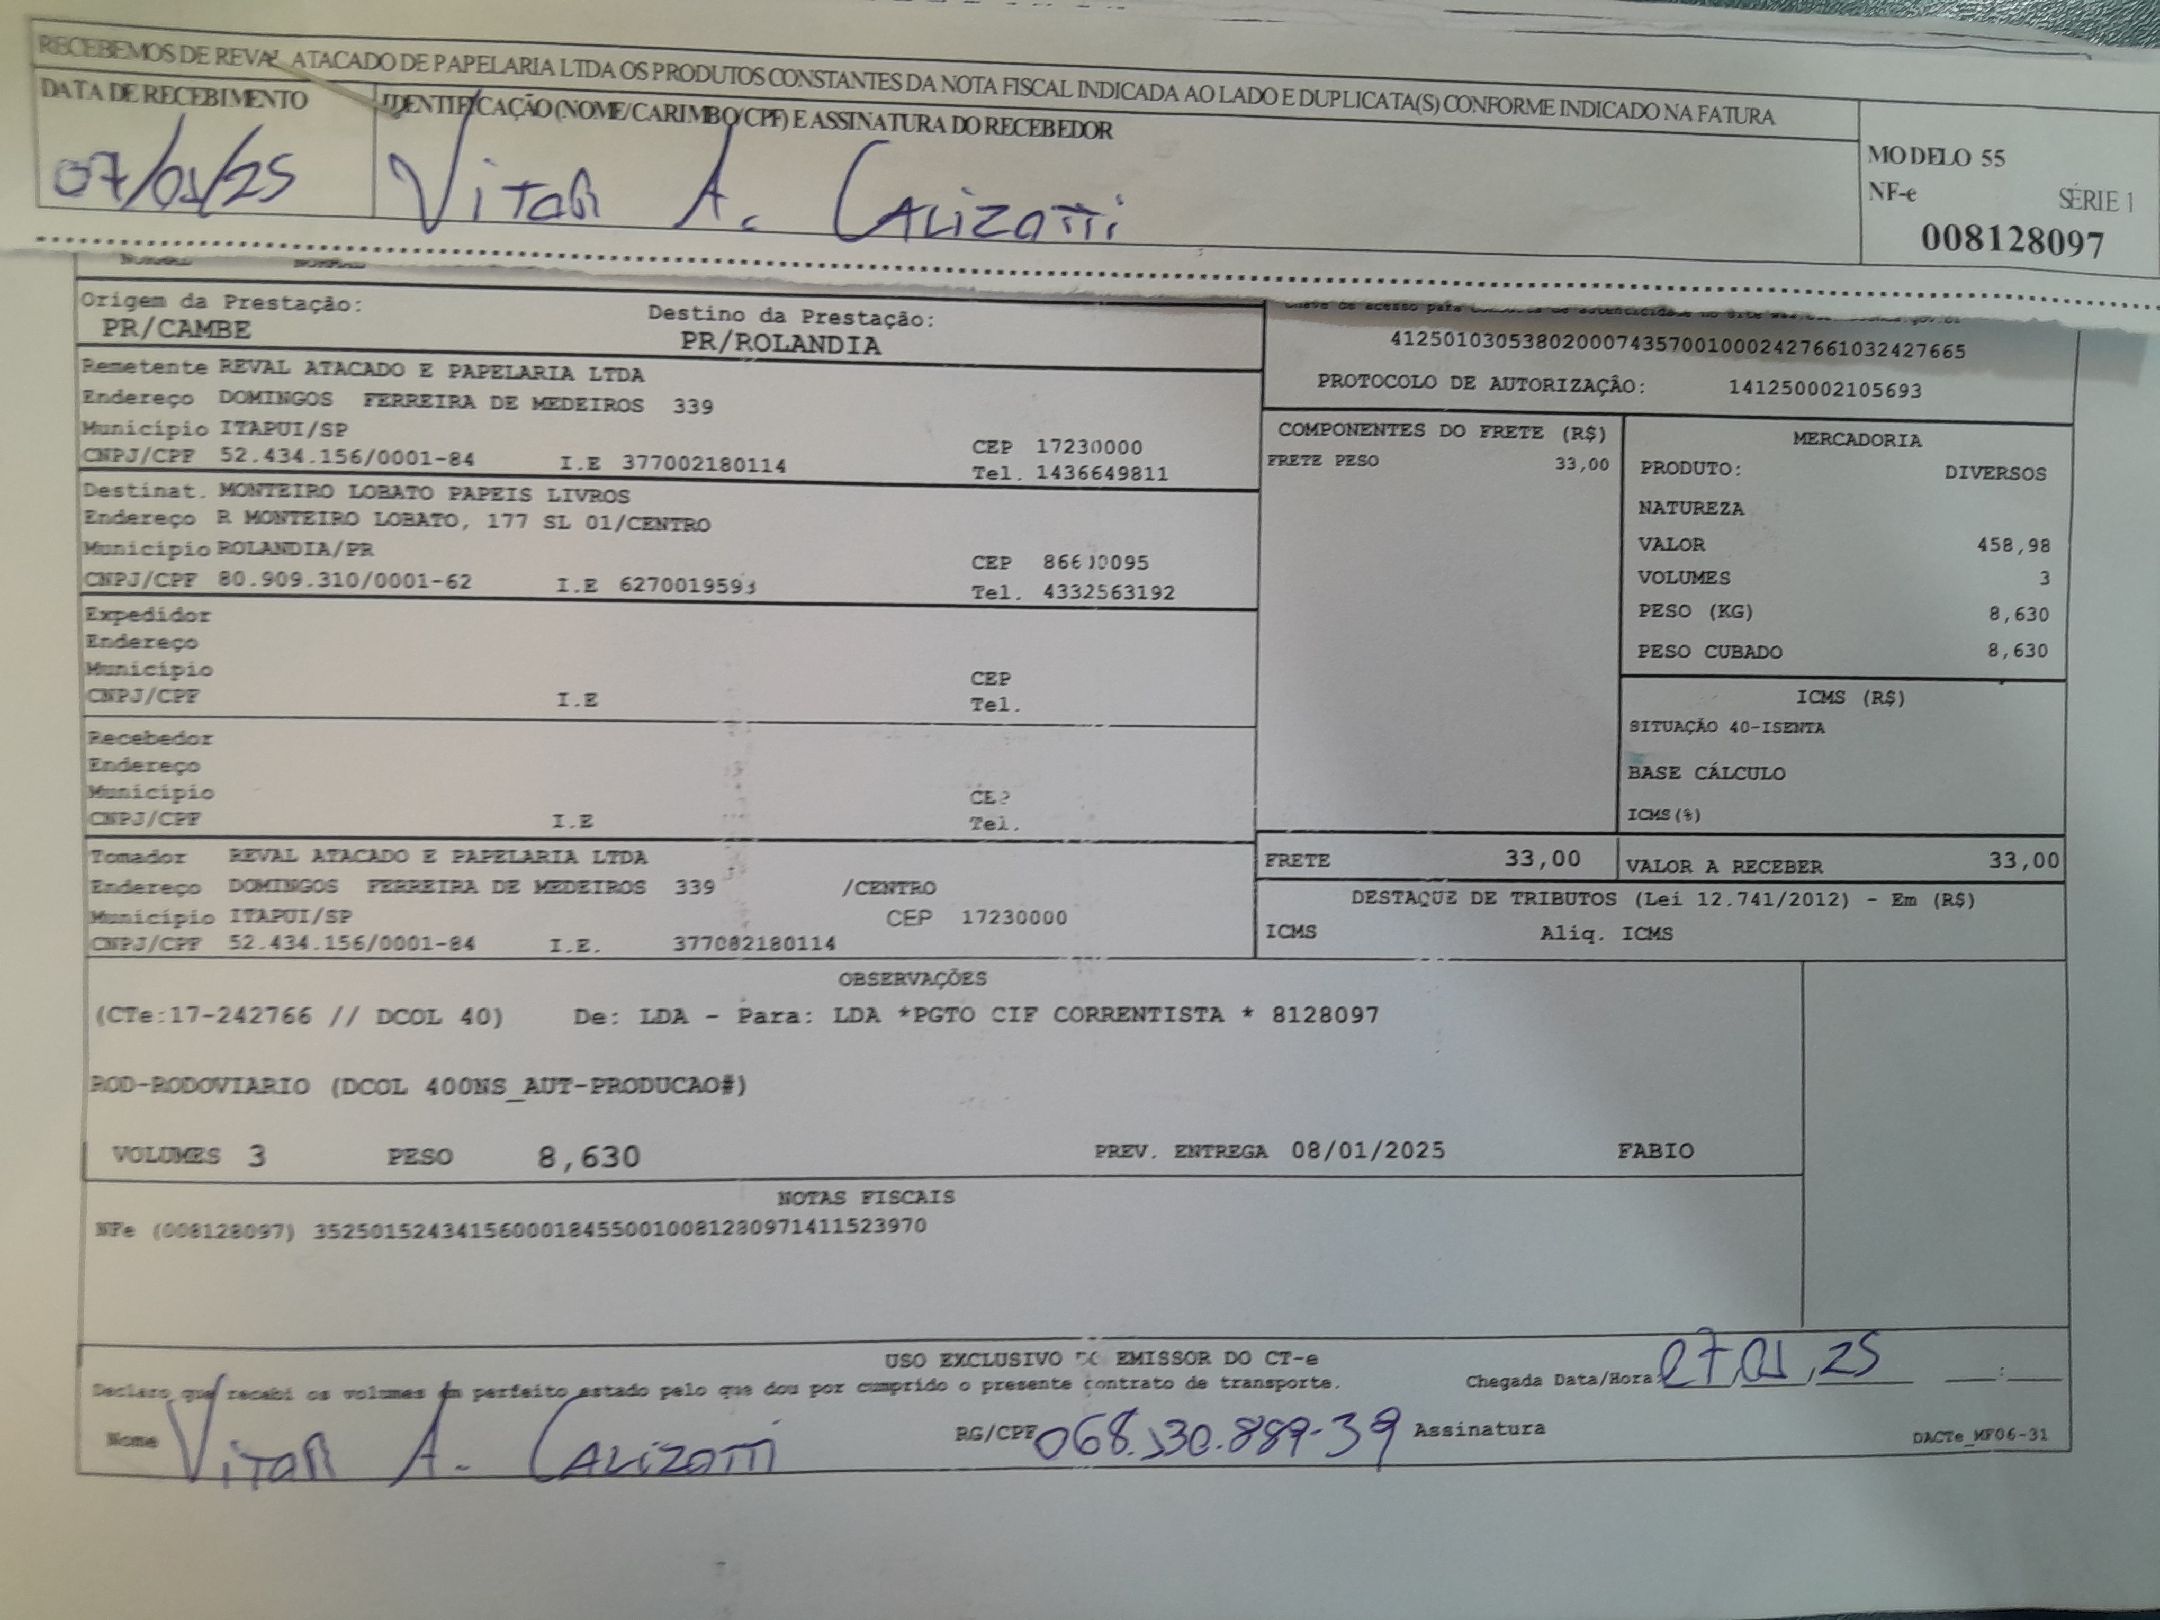 RECEBEMOS DE REVAL ATACADO DE PAPELARIA LTDA OS PRODUTOS CONSTANTES DA NOTA FISCAL INDICADA AO LADO E DUPLICATA(S) CONFORME INDICADO NA FATURA
DATA DE RECEBIMENTO IDENTIFICAÇÃO (NOME/CARIMBO/CPF) E ASSINATURA DO RECEBEDOR
07/01/25 Vitor A. Calizotti
MODELO 55
NF-e SÉRIE 1
008128097
Origem da Prestação: Destino da Prestação:
PR/CAMBE PR/ROLANDIA
41250103053802000743570010002427661032427665
PROTOCOLO DE AUTORIZAÇÃO: 141250002105693
Remetente REVAL ATACADO E PAPELARIA LTDA
Endereço DOMINGOS FERREIRA DE MEDEIROS 339
Município ITAPUI/SP CEP 17230000
CNPJ/CPF 52.434.156/0001-84 I.E 377002180114 Tel. 1436649811
Destinat. MONTEIRO LOBATO PAPEIS LIVROS
Endereço R MONTEIRO LOBATO, 177 SL 01/CENTRO
Município ROLANDIA/PR CEP 86600095
CNPJ/CPF 80.909.310/0001-62 I.E 6270019593 Tel. 4332563192
Expedidor
Endereço
Município CEP
CNPJ/CPF I.E Tel.
Recebedor
Endereço
Município CEP
CNPJ/CPF I.E Tel.
Tomador REVAL ATACADO E PAPELARIA LTDA
Endereço DOMINGOS FERREIRA DE MEDEIROS 339 /CENTRO
Município ITAPUI/SP CEP 17230000
CNPJ/CPF 52.434.156/0001-84 I.E. 377082180114
COMPONENTES DO FRETE (R$)
FRETE PESO 33,00
MERCADORIA
PRODUTO: DIVERSOS
NATUREZA
VALOR 458,98
VOLUMES 3
PESO (KG) 8,630
PESO CUBADO 8,630
ICMS (R$)
SITUAÇÃO 40-ISENTA
BASE CÁLCULO
ICMS(%)
FRETE 33,00 VALOR A RECEBER 33,00
DESTAQUE DE TRIBUTOS (Lei 12.741/2012) - Em (R$)
ICMS Aliq. ICMS
OBSERVAÇÕES
(CTe:17-242766 // DCOL 40) De: LDA - Para: LDA *PGTO CIF CORRENTISTA * 8128097
ROD-RODOVIARIO (DCOL 400NS_AUT-PRODUCAO#)
VOLUMES 3 PESO 8,630 PREV. ENTREGA 08/01/2025 FABIO
NOTAS FISCAIS
NFe (008128097) 35250152434156000184550010081280971411523970
USO EXCLUSIVO DO EMISSOR DO CT-e
Declaro que recebi os volumes em perfeito estado pelo que dou por cumprido o presente contrato de transporte. Chegada Data/Hora 07.01.25 :
Nome Vitor A. Calizotti RG/CPF Assinatura DACTe_MF06-31